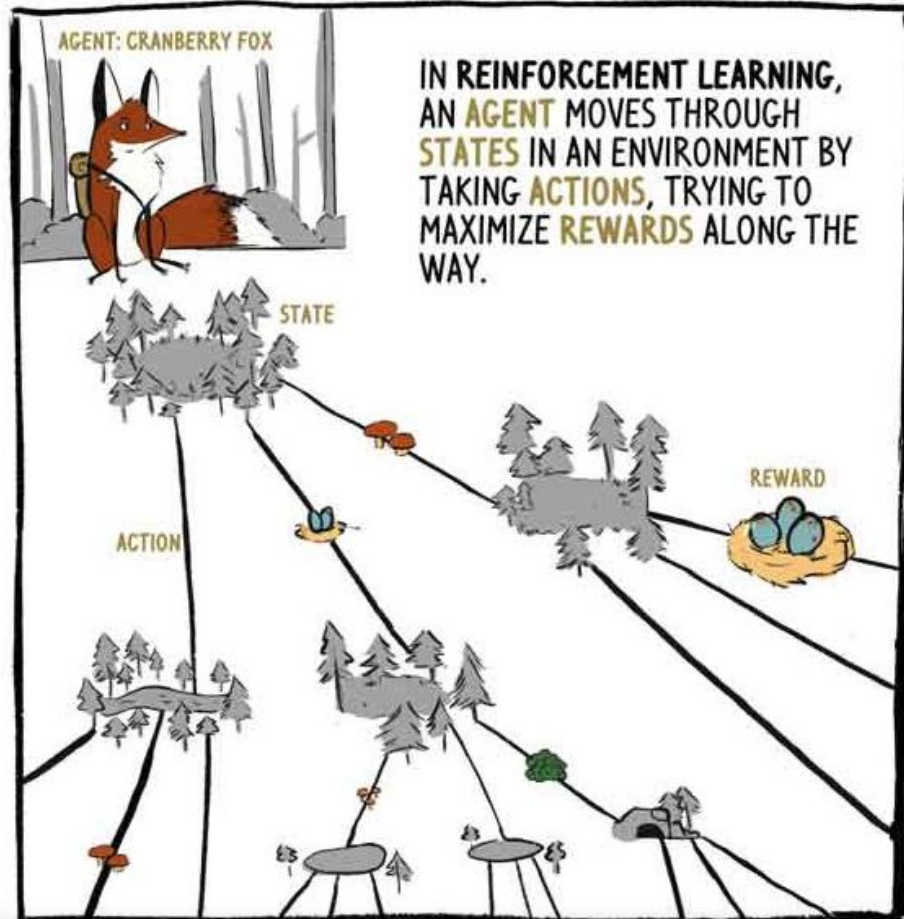 AGENT: CRANBERRY FOX
IN REINFORCEMENT LEARNING,
AN AGENT MOVES THROUGH
STATES IN AN ENVIRONMENT BY
TAKING ACTIONS, TRYING TO
MAXIMIZE REWARDS ALONG THE
WAY.
STATE
REWARD
ACTION